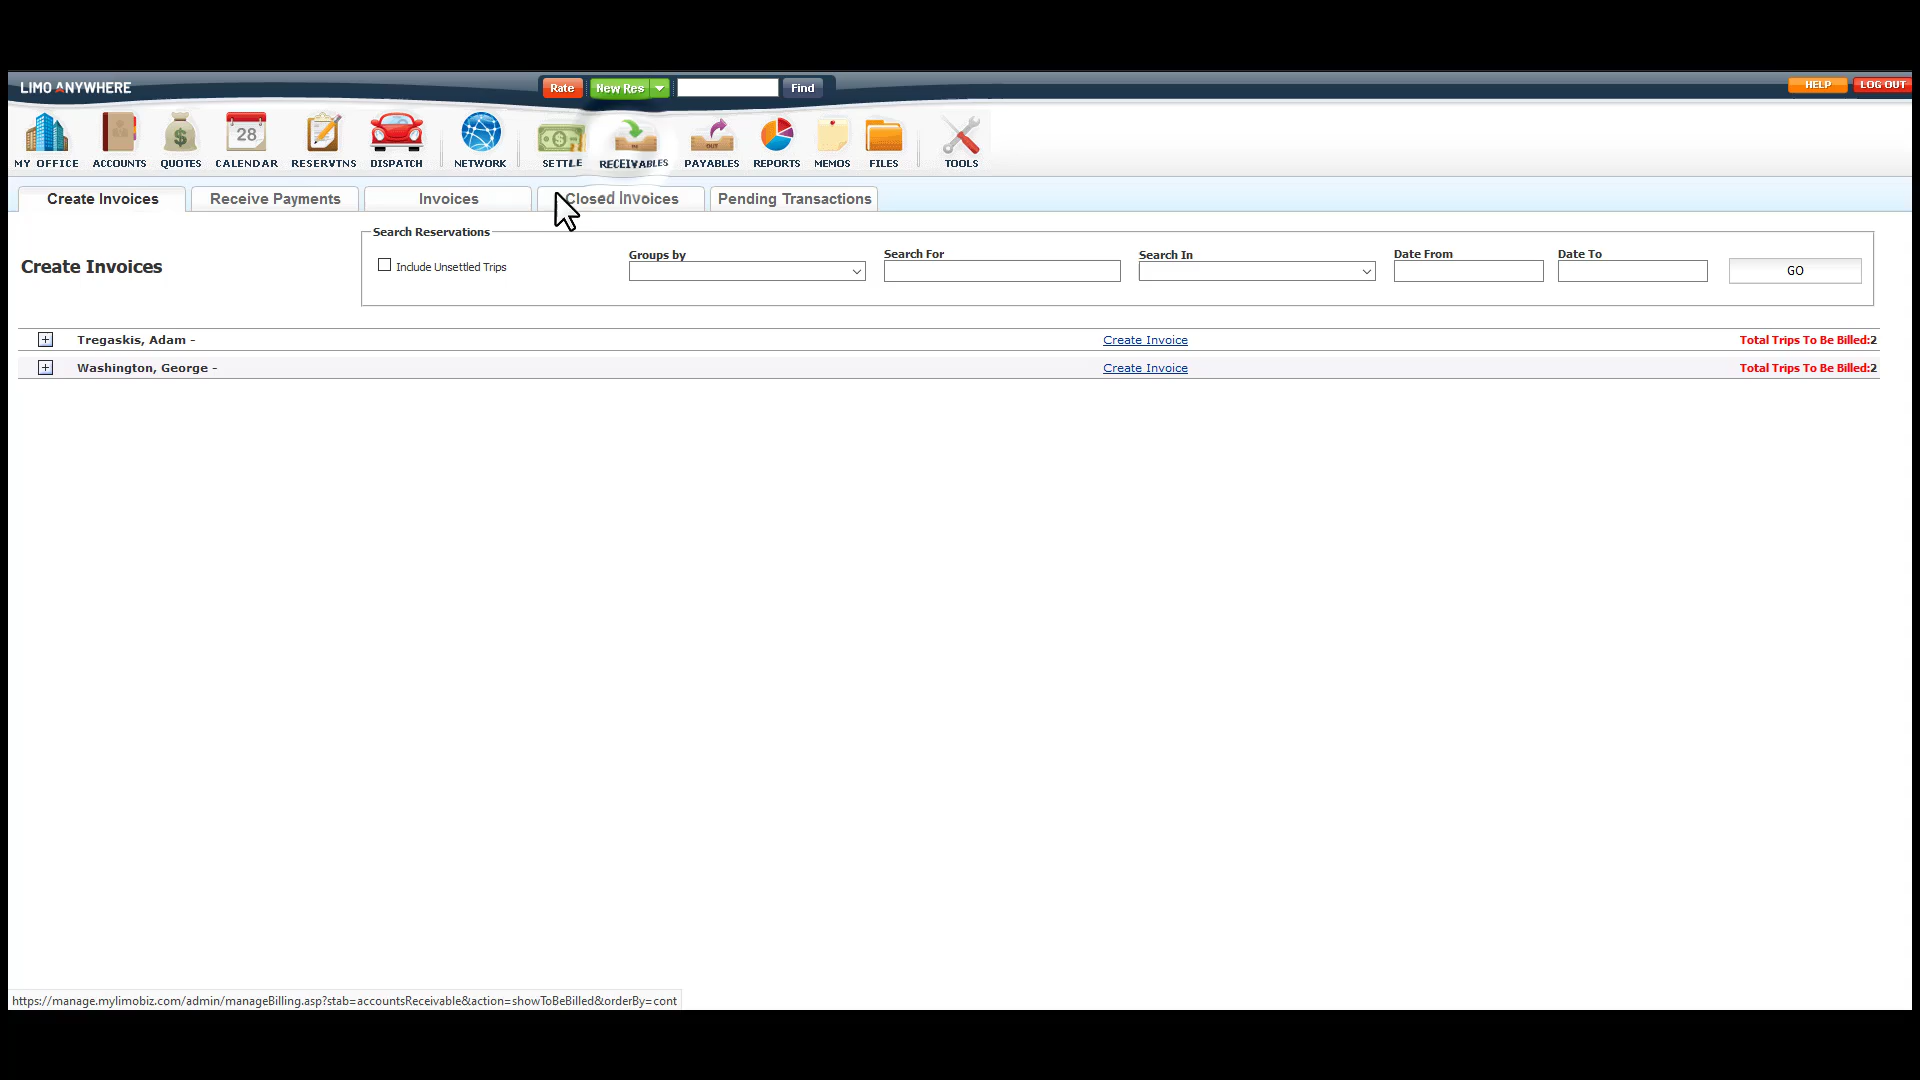 LIMO ANYWHERE
Rate
New Res
Find
HELP
LOG OUT
MY OFFICE
ACCOUNTS
QUOTES
28
CALENDAR
RESERVTNS
DISPATCH
NETWORK
SETTLE
IN
RECEIVABLES
OUT
PAYABLES
REPORTS
MEMOS
FILES
TOOLS
Create Invoices
Receive Payments
Invoices
Closed Invoices
Pending Transactions
Create Invoices
Search Reservations
Include Unsettled Trips
Groups by
Search For
Search In
Date From
Date To
GO
Tregaskis, Adam - Create Invoice Total Trips To Be Billed:2
Washington, George - Create Invoice Total Trips To Be Billed:2
https://manage.mylimobiz.com/admin/manageBilling.asp?stab=accountsReceivable&action=showToBeBilled&orderBy=cont